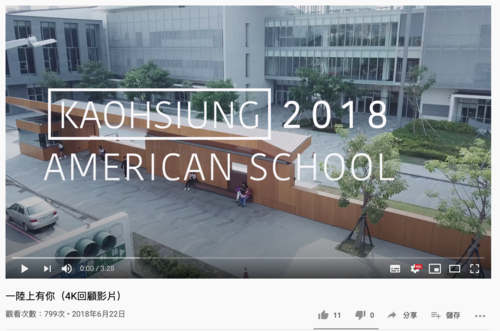 KAOHSIUNG 2018
AMERICAN SCHOOL
0:00 / 3:28
一陸上有你（4K回顧影片）
觀看次數：799次 • 2018年6月22日
11
0
分享
儲存